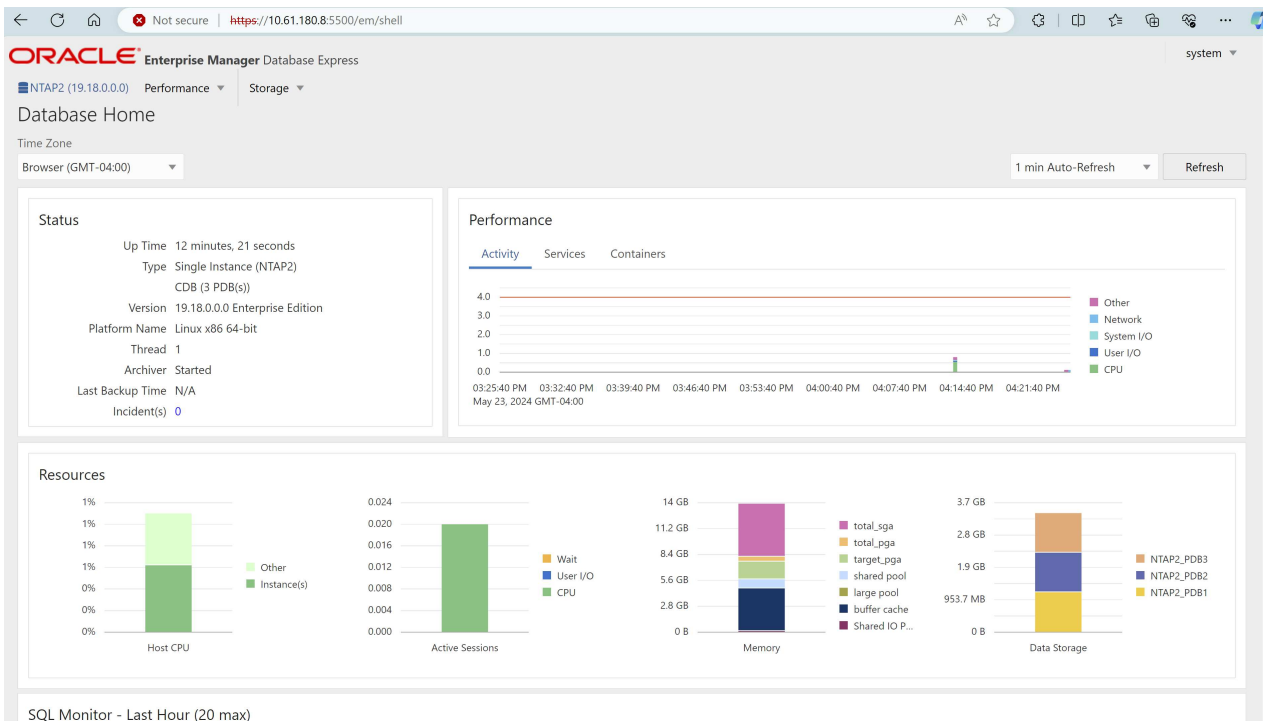 Not secure https://10.61.180.8:5500/em/shell
ORACLE Enterprise Manager Database Express
system
NTAP2 (19.18.0.0.0) Performance Storage
Database Home
Time Zone
Browser (GMT-04:00)
1 min Auto-Refresh
Refresh
Status
Up Time 12 minutes, 21 seconds
Type Single Instance (NTAP2)
CDB (3 PDB(s))
Version 19.18.0.0.0 Enterprise Edition
Platform Name Linux x86 64-bit
Thread 1
Archiver Started
Last Backup Time N/A
Incident(s) 0
Performance
Activity Services Containers
4.0
3.0
2.0
1.0
0.0
03:25:40 PM 03:32:40 PM 03:39:40 PM 03:46:40 PM 03:53:40 PM 04:00:40 PM 04:07:40 PM 04:14:40 PM 04:21:40 PM
May 23, 2024 GMT-04:00
Other
Network
System I/O
User I/O
CPU
Resources
1%
1%
1%
1%
0%
0%
0%
Host CPU
Other
Instance(s)
0.024
0.020
0.016
0.012
0.008
0.004
0.000
Active Sessions
Wait
User I/O
CPU
14 GB
11.2 GB
8.4 GB
5.6 GB
2.8 GB
0 B
Memory
total_sga
total_pga
target_pga
shared pool
large pool
buffer cache
Shared IO P...
3.7 GB
2.8 GB
1.9 GB
953.7 MB
0 B
Data Storage
NTAP2_PDB3
NTAP2_PDB2
NTAP2_PDB1
SQL Monitor - Last Hour (20 max)